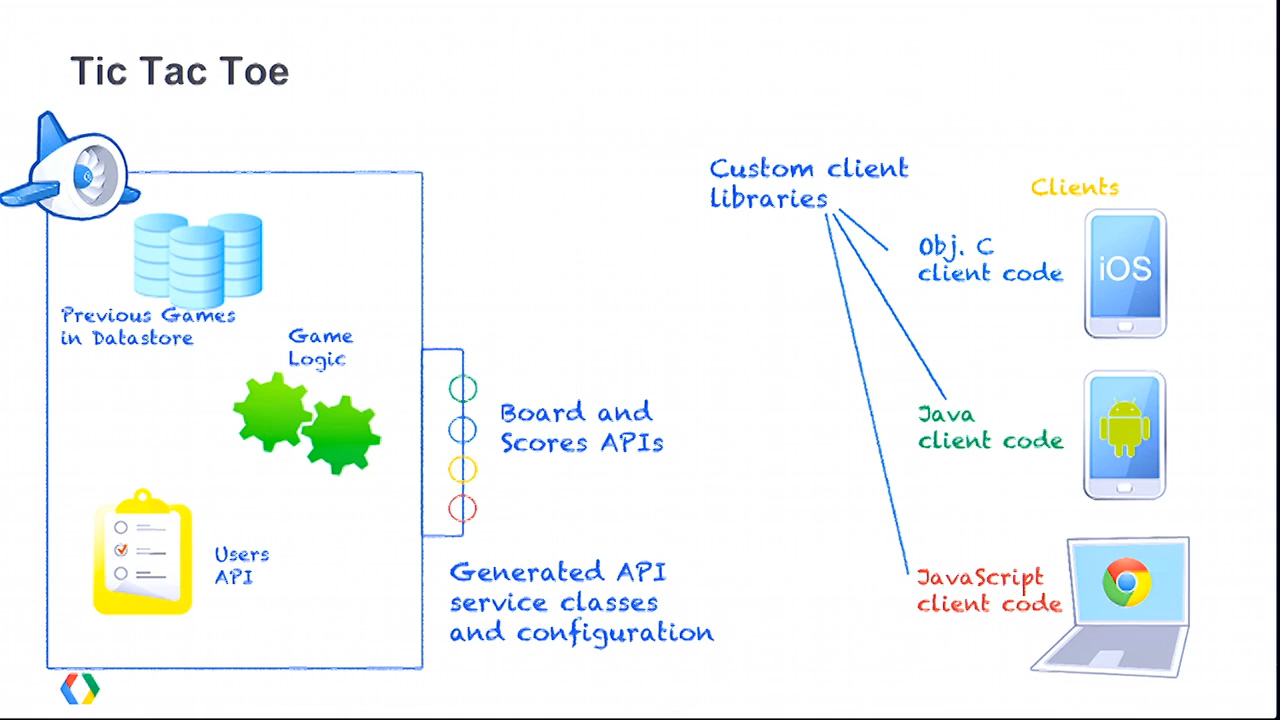 Tic Tac Toe
Previous Games
in Datastore
Game
Logic
Users
API
Board and
Scores APIs
Generated API
service classes
and configuration
Custom client
libraries
Clients
Obj. C
client code
iOS
Java
client code
JavaScript
client code